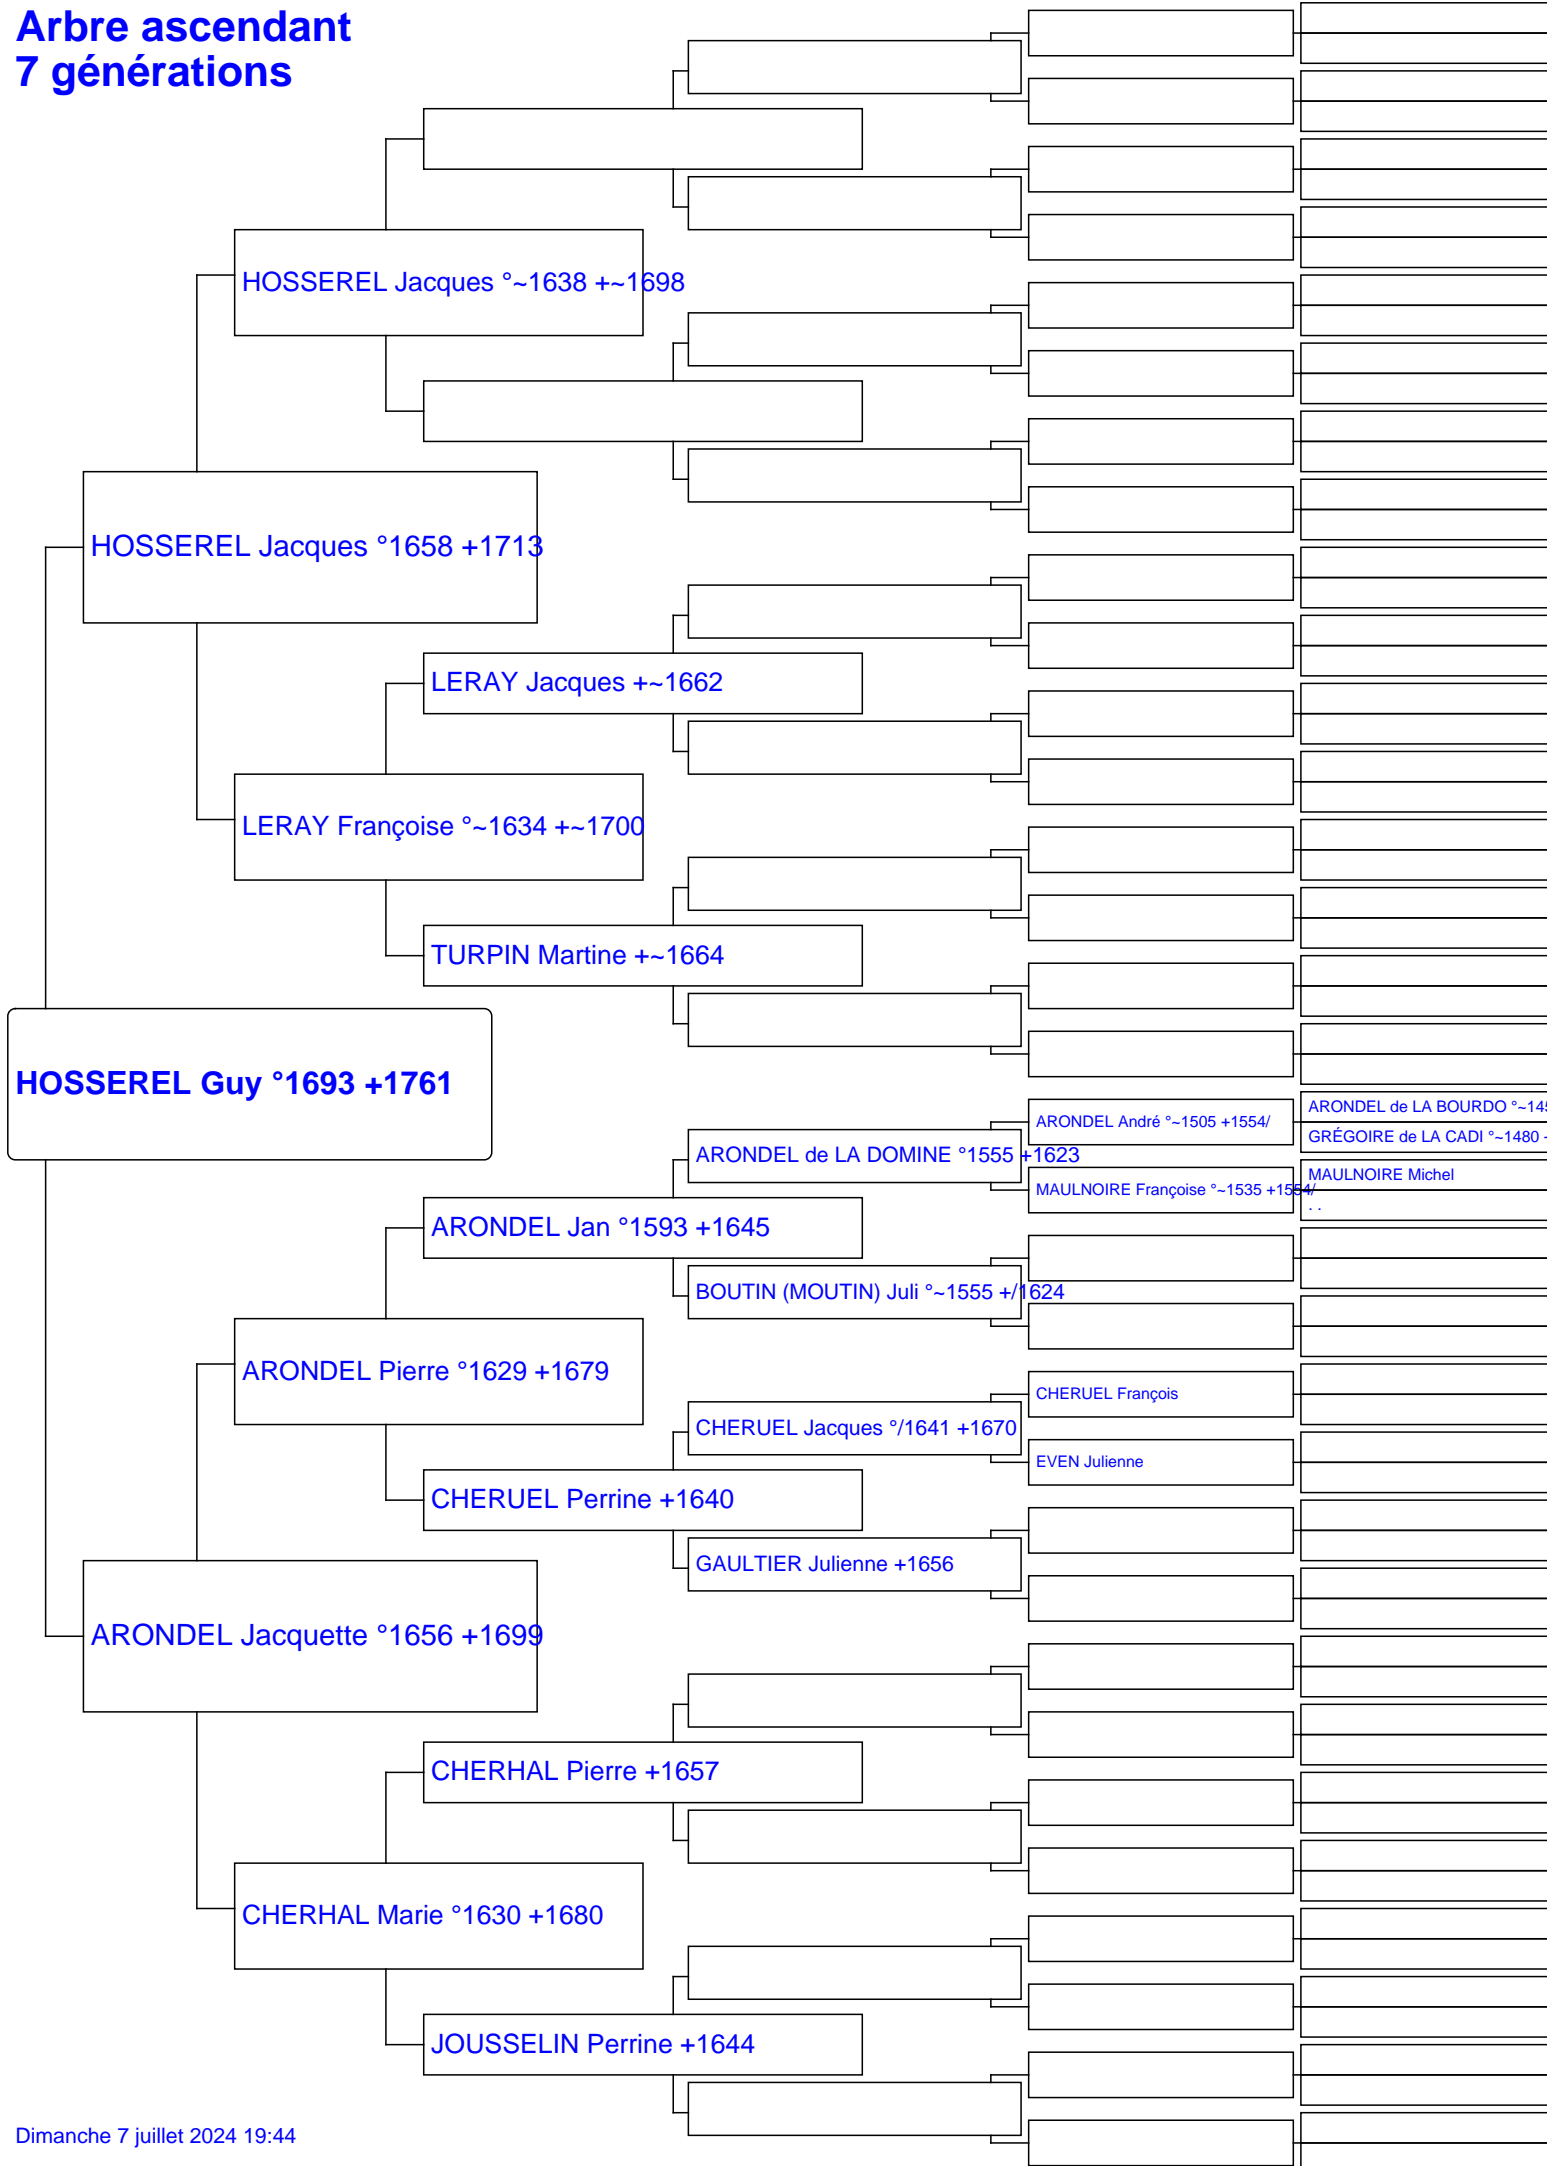 Arbre ascendant
7 générations
HOSSEREL Jacques °~1638 +~1698
HOSSEREL Jacques °1658 +1713
LERAY Jacques +~1662
LERAY Françoise °~1634 +~1700
TURPIN Martine +~1664
HOSSEREL Guy °1693 +1761
ARONDEL de LA BOURDO °~145
ARONDEL André °~1505 +1554/
GRÉGOIRE de LA CADI °~1480 +
ARONDEL de LA DOMINE °1555 +1623
MAULNOIRE Michel
MAULNOIRE Françoise °~1535 +1554/
. .
ARONDEL Jan °1593 +1645
BOUTIN (MOUTIN) Juli °~1555 +/1624
ARONDEL Pierre °1629 +1679
CHERUEL François
CHERUEL Jacques °/1641 +1670
EVEN Julienne
CHERUEL Perrine +1640
GAULTIER Julienne +1656
ARONDEL Jacquette °1656 +1699
CHERHAL Pierre +1657
CHERHAL Marie °1630 +1680
JOUSSELIN Perrine +1644
Dimanche 7 juillet 2024 19:44